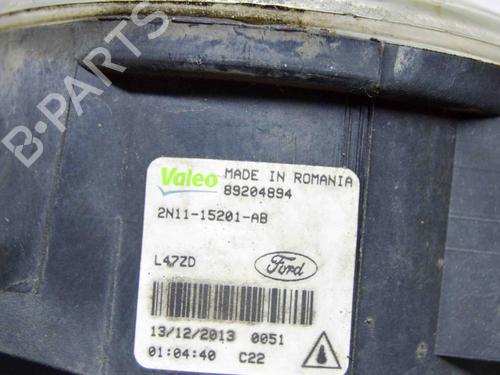 B-PARTS
Valeo MADE IN ROMANIA
89204894
2N11-15201-AB
L47ZD Ford
13/12/2013 0051
01:04:40 C22